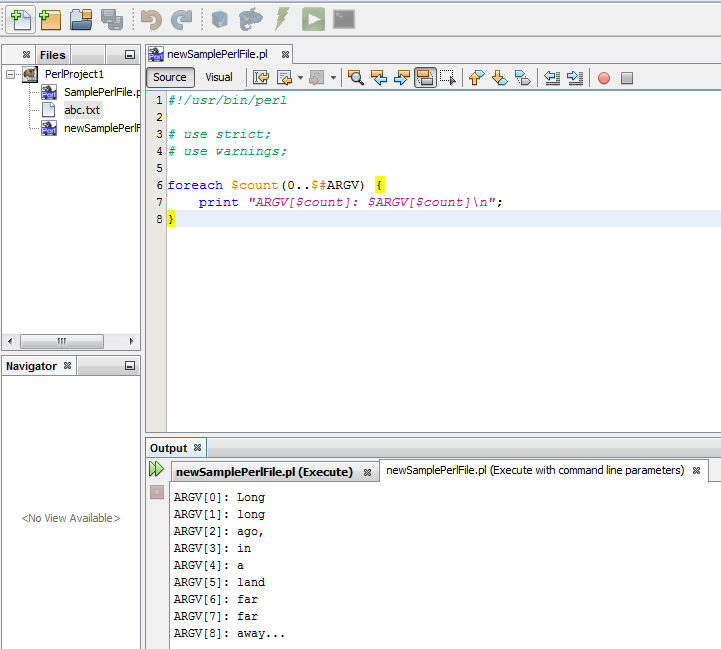 Files
PerlProject1
SamplePerlFile.p
abc.txt
newSamplePerlF
Navigator
<No View Available>
newSamplePerlFile.pl
Source Visual
1 #!/usr/bin/perl
2
3 # use strict;
4 # use warnings;
5
6 foreach $count(0..$#ARGV) {
7 print "ARGV[$count]: $ARGV[$count]\n";
8 }
Output
newSamplePerlFile.pl (Execute) newSamplePerlFile.pl (Execute with command line parameters)
ARGV[0]: Long
ARGV[1]: long
ARGV[2]: ago,
ARGV[3]: in
ARGV[4]: a
ARGV[5]: land
ARGV[6]: far
ARGV[7]: far
ARGV[8]: away...